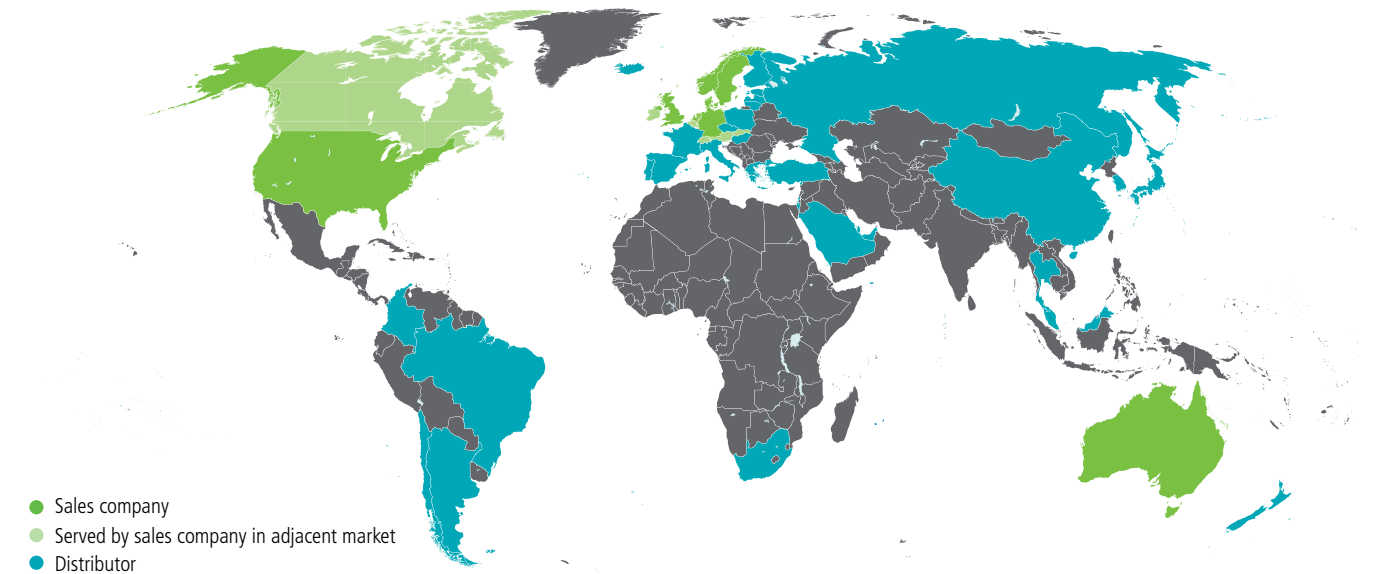 Sales company
Served by sales company in adjacent market
Distributor